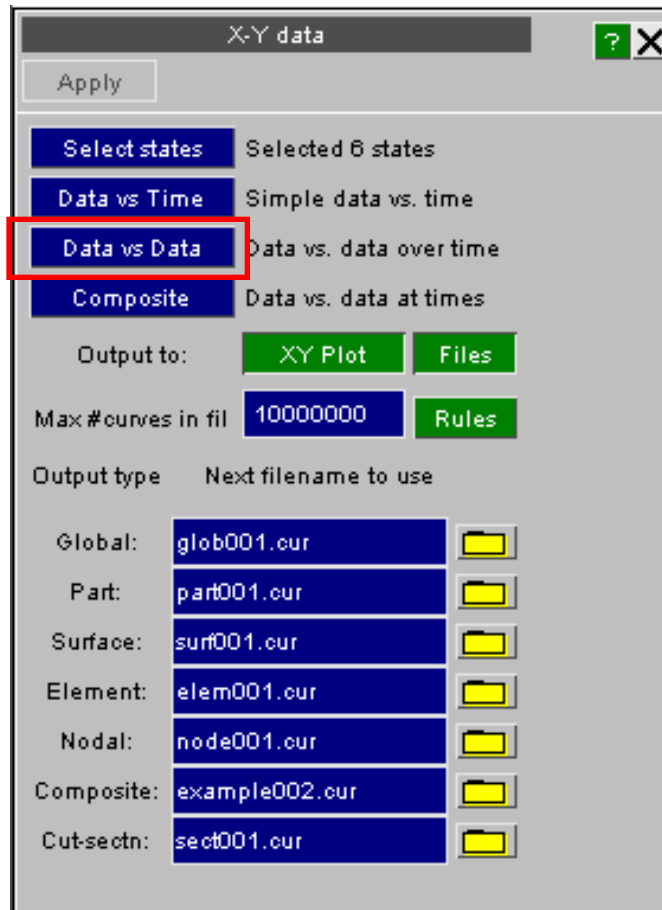 X-Y data ? X
Apply
Select states Selected 6 states
Data vs Time Simple data vs. time
Data vs Data Data vs. data over time
Composite Data vs. data at times
Output to: XY Plot Files
Max #curves in fil 10000000 Rules
Output type Next filename to use
Global: glob001.cur
Part: part001.cur
Surface: surf001.cur
Element: elem001.cur
Nodal: node001.cur
Composite: example002.cur
Cut-sectn: sect001.cur